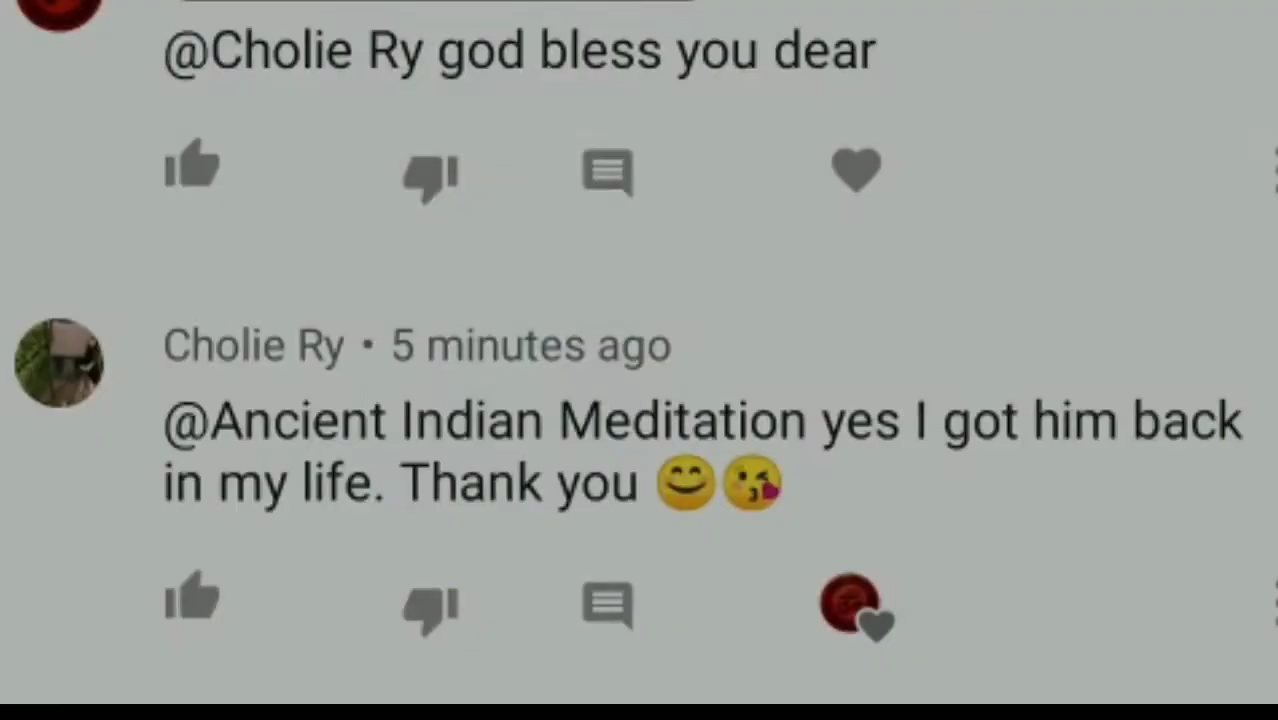 @Cholie Ry god bless you dear
Cholie Ry • 5 minutes ago
@Ancient Indian Meditation yes I got him back
in my life. Thank you 😊😘